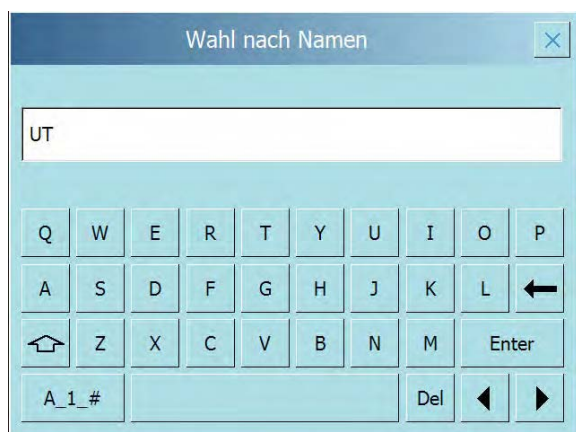 Wahl nach Namen
UT
Q W E R T Y U I O P
A S D F G H J K L
Z X C V B N M Enter
A_1_# Del